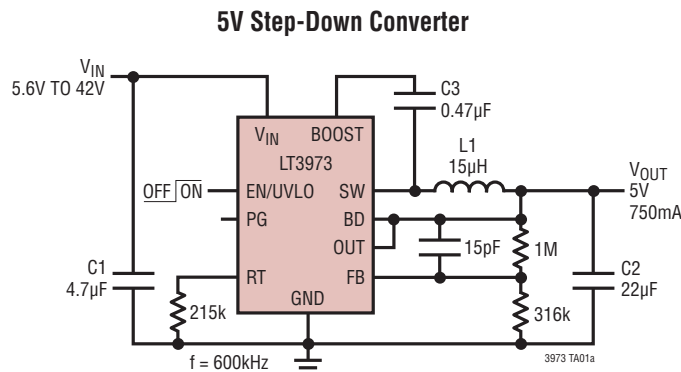 5V Step-Down Converter
VIN
5.6V TO 42V
C3
0.47µF
VIN BOOST
LT3973
L1
15µH
OFF ON
EN/UVLO SW
VOUT
5V
750mA
PG BD
OUT
15pF 1M
C1
4.7µF
RT FB
C2
22µF
GND
215k
316k
f = 600kHz
3973 TA01a